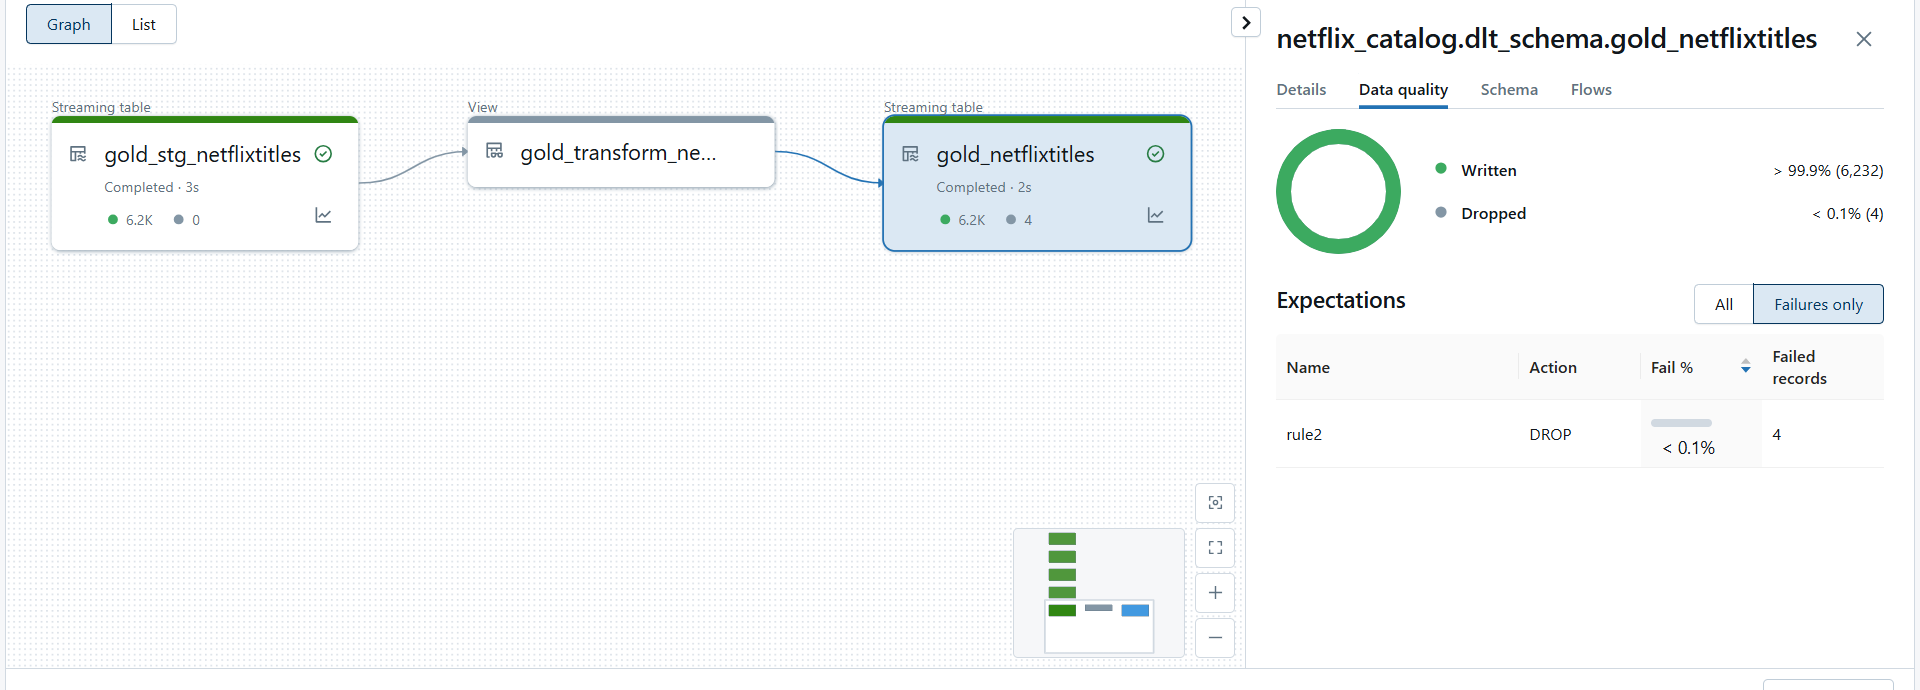 Graph
List
Streaming table
gold_stg_netflixtitles
Completed · 3s
6.2K
0
View
gold_transform_ne...
Streaming table
gold_netflixtitles
Completed · 2s
6.2K
4
netflix_catalog.dlt_schema.gold_netflixtitles
Details
Data quality
Schema
Flows
Written
> 99.9% (6,232)
Dropped
< 0.1% (4)
Expectations
All
Failures only
Name
Action
Fail %
Failed
records
rule2
DROP
< 0.1%
4